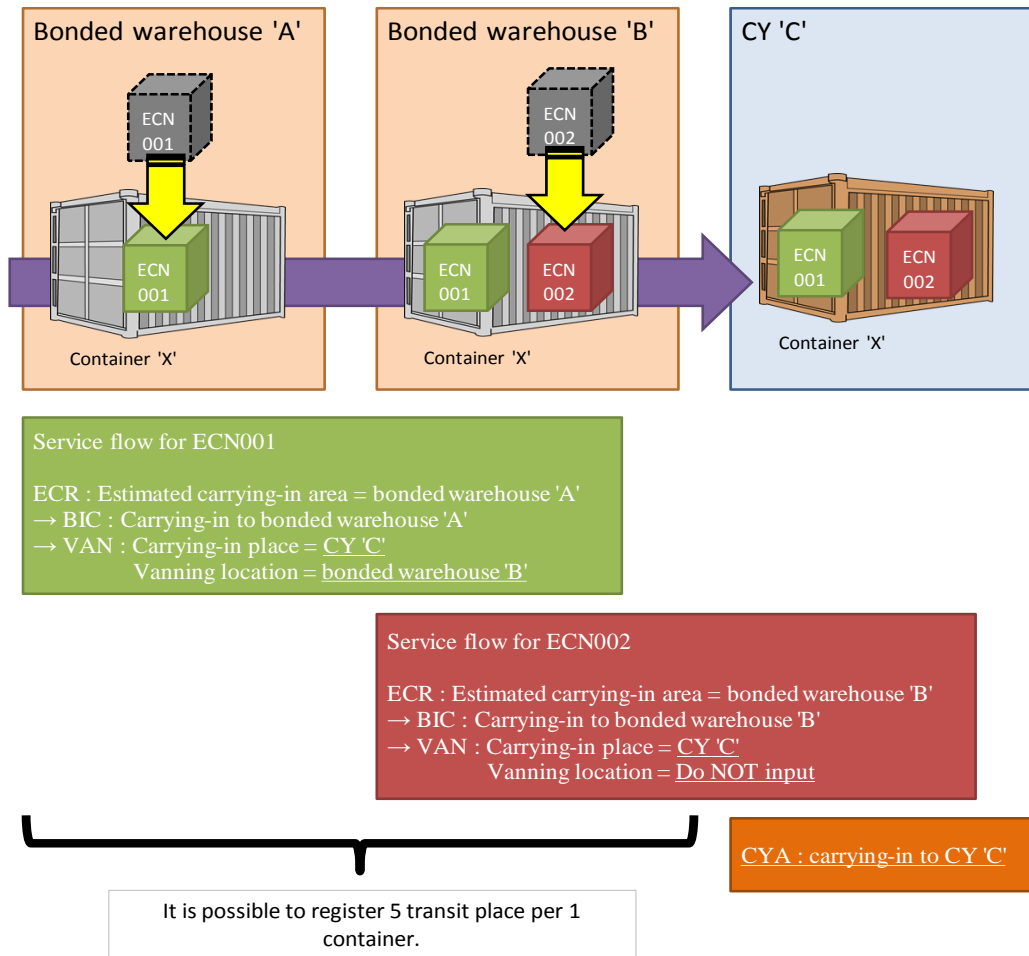 Bonded warehouse 'A'
ECN
001
ECN
001
Container 'X'
Bonded warehouse 'B'
ECN
002
ECN
001
ECN
002
Container 'X'
CY 'C'
ECN
001
ECN
002
Container 'X'
Service flow for ECN001
ECR : Estimated carrying-in area = bonded warehouse 'A'
→ BIC : Carrying-in to bonded warehouse 'A'
→ VAN : Carrying-in place = CY 'C'
Vanning location = bonded warehouse 'B'
Service flow for ECN002
ECR : Estimated carrying-in area = bonded warehouse 'B'
→ BIC : Carrying-in to bonded warehouse 'B'
→ VAN : Carrying-in place = CY 'C'
Vanning location = Do NOT input
CYA : carrying-in to CY 'C'
It is possible to register 5 transit place per 1
container.